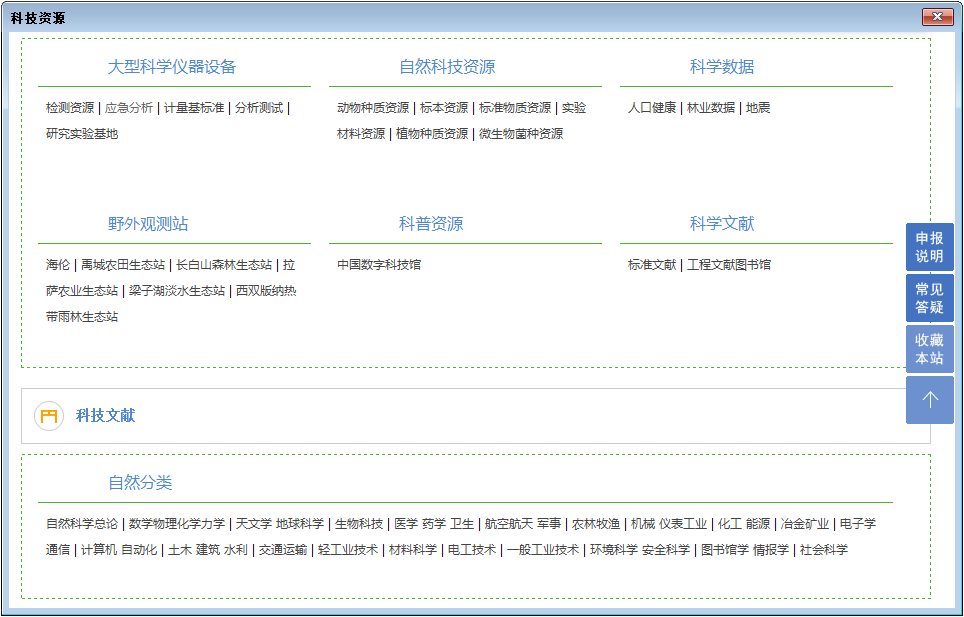 科技资源
大型科学仪器设备
检测资源 | 应急分析 | 计量基标准 | 分析测试 |
研究实验基地
自然科技资源
动物种质资源 | 标本资源 | 标准物质资源 | 实验
材料资源 | 植物种质资源 | 微生物菌种资源
科学数据
人口健康 | 林业数据 | 地震
野外观测站
海伦 | 禹城农田生态站 | 长白山森林生态站 | 拉
萨农业生态站 | 梁子湖淡水生态站 | 西双版纳热
带雨林生态站
科普资源
中国数字科技馆
科学文献
标准文献 | 工程文献图书馆
申报
说明
常见
答疑
收藏
本站
科技文献
自然分类
自然科学总论 | 数学物理化学力学 | 天文学 地球科学 | 生物科技 | 医学 药学 卫生 | 航空航天 军事 | 农林牧渔 | 机械 仪表工业 | 化工 能源 | 冶金矿业 | 电子学
通信 | 计算机 自动化 | 土木 建筑 水利 | 交通运输 | 轻工业技术 | 材料科学 | 电工技术 | 一般工业技术 | 环境科学 安全科学 | 图书馆学 情报学 | 社会科学